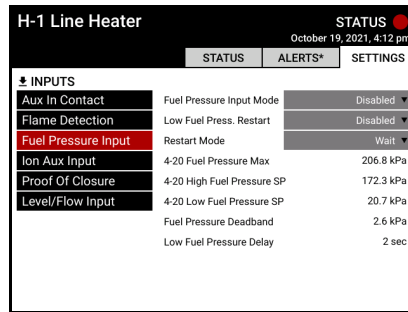 H-1 Line Heater
STATUS
October 19, 2021, 4:12 pm
STATUS
ALERTS*
SETTINGS
INPUTS
Aux In Contact
Flame Detection
Fuel Pressure Input
Ion Aux Input
Proof Of Closure
Level/Flow Input
Fuel Pressure Input Mode Disabled
Low Fuel Press. Restart Disabled
Restart Mode Wait
4-20 Fuel Pressure Max 206.8 kPa
4-20 High Fuel Pressure SP 172.3 kPa
4-20 Low Fuel Pressure SP 20.7 kPa
Fuel Pressure Deadband 2.6 kPa
Low Fuel Pressure Delay 2 sec